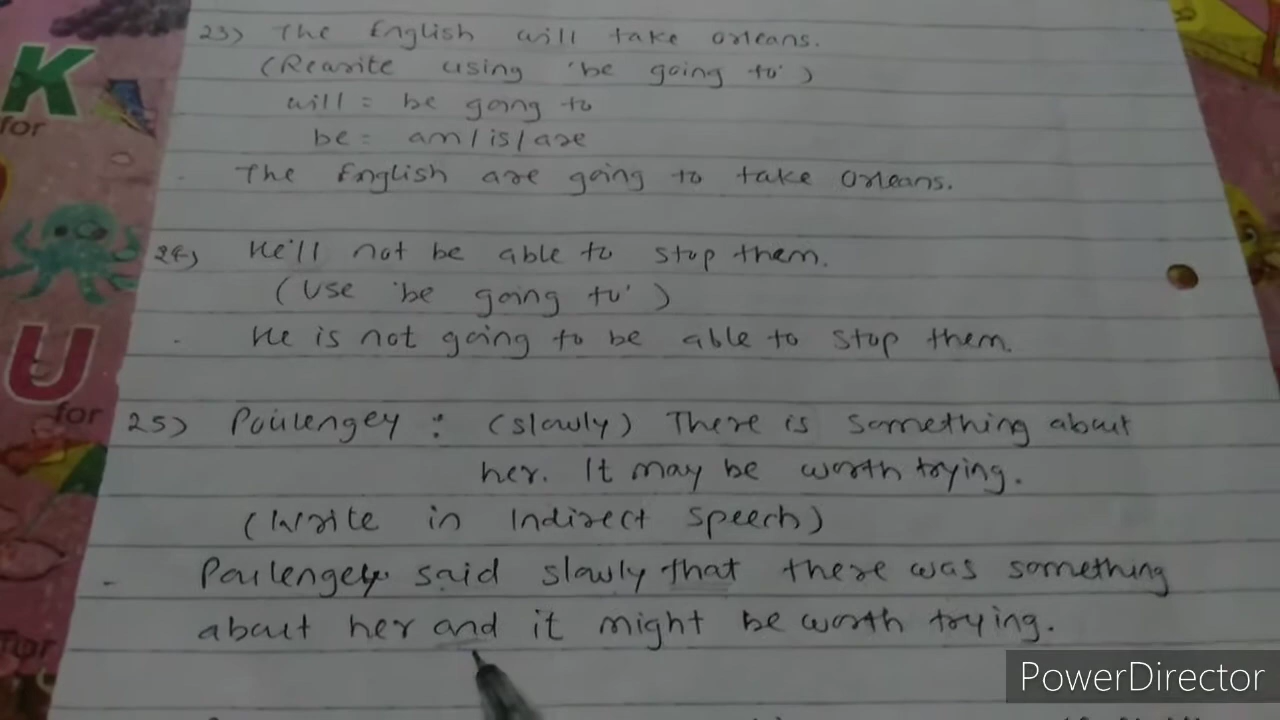 K
for
U
for
for
23) The English will take orleans.
(Rewrite using 'be going to')
will = be going to
be = am/is/are
The English are going to take orleans.
24) He'll not be able to stop them.
(Use 'be going to')
He is not going to be able to stop them.
25) Poulengey : (slowly) There is something about
her. It may be worth trying.
(Write in Indirect speech)
- Poulengey said slowly that there was something
about her and it might be worth trying.
PowerDirector